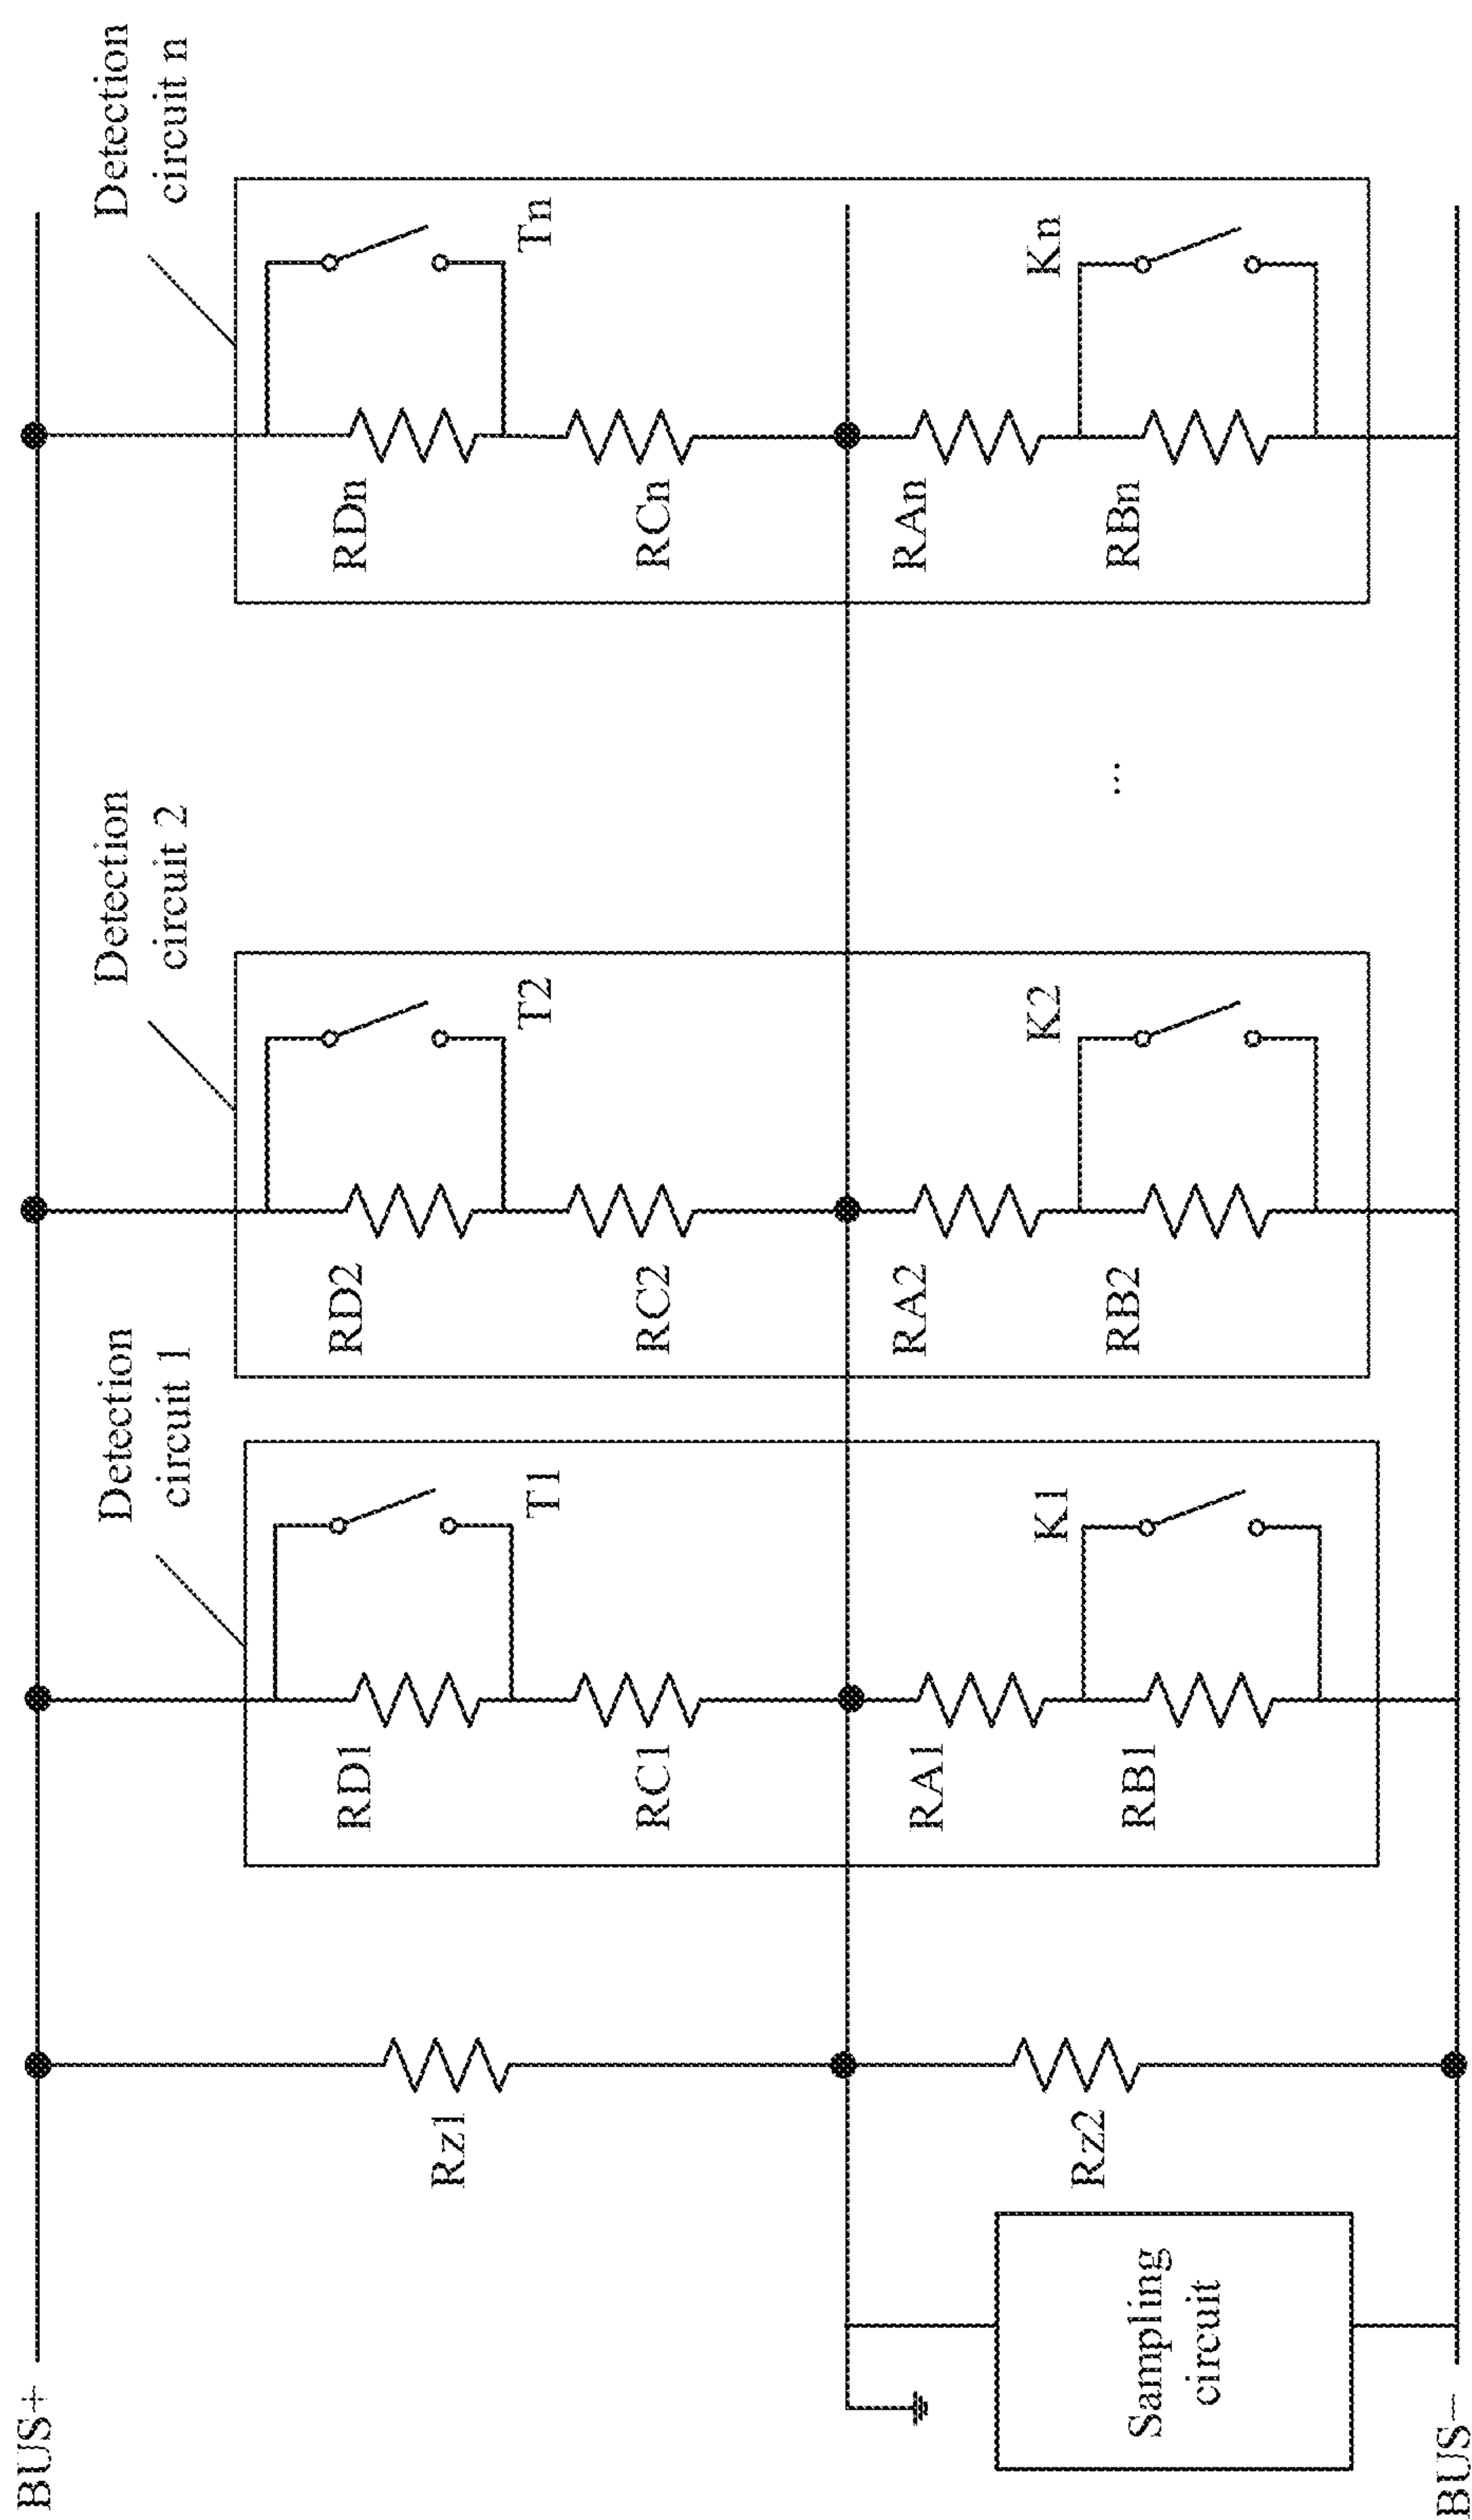 Detection
circuit 1
Detection
circuit 2
Detection
circuit n
BUS+
Rz1
RD1
T1
RC1
RD2
T2
RC2
RDn
Tn
RCn
Sampling
circuit
Rz2
RA1
K1
RB1
RA2
K2
RB2
...
RAn
Kn
RBn
BUS−